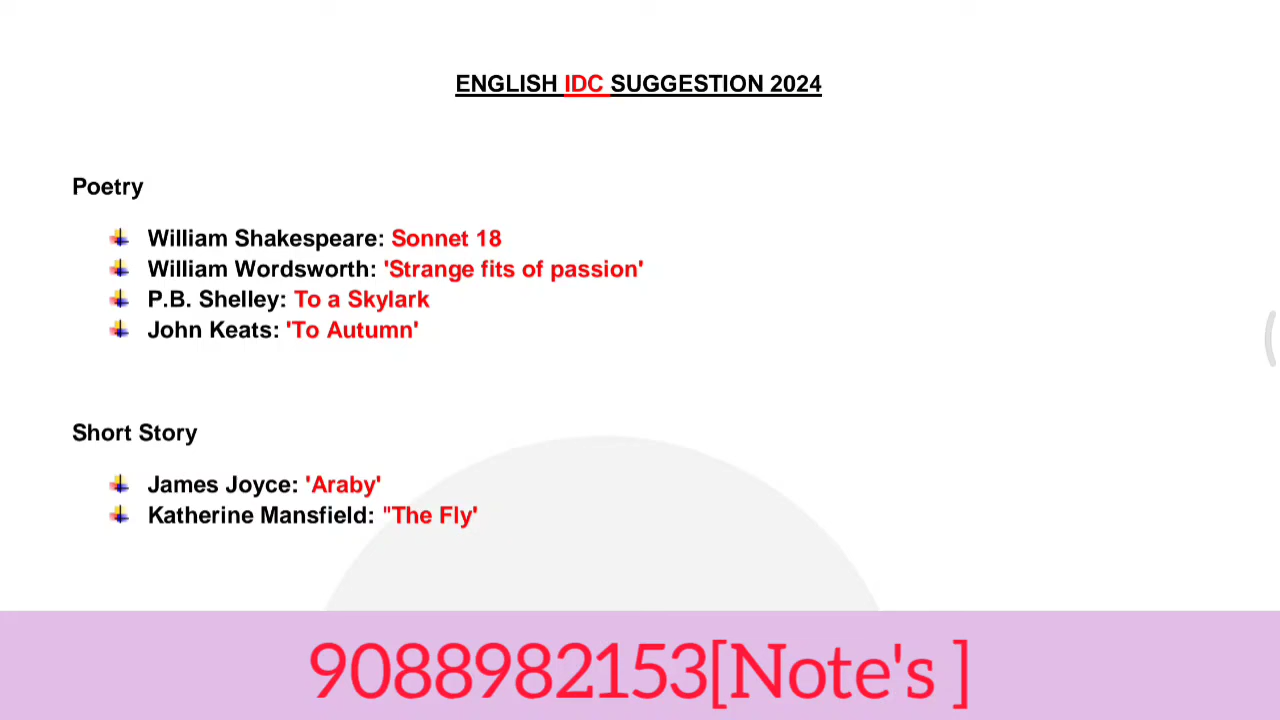 ENGLISH IDC SUGGESTION 2024
Poetry
William Shakespeare: Sonnet 18
William Wordsworth: 'Strange fits of passion'
P.B. Shelley: To a Skylark
John Keats: 'To Autumn'
Short Story
James Joyce: 'Araby'
Katherine Mansfield: "The Fly'
9088982153[Note's ]